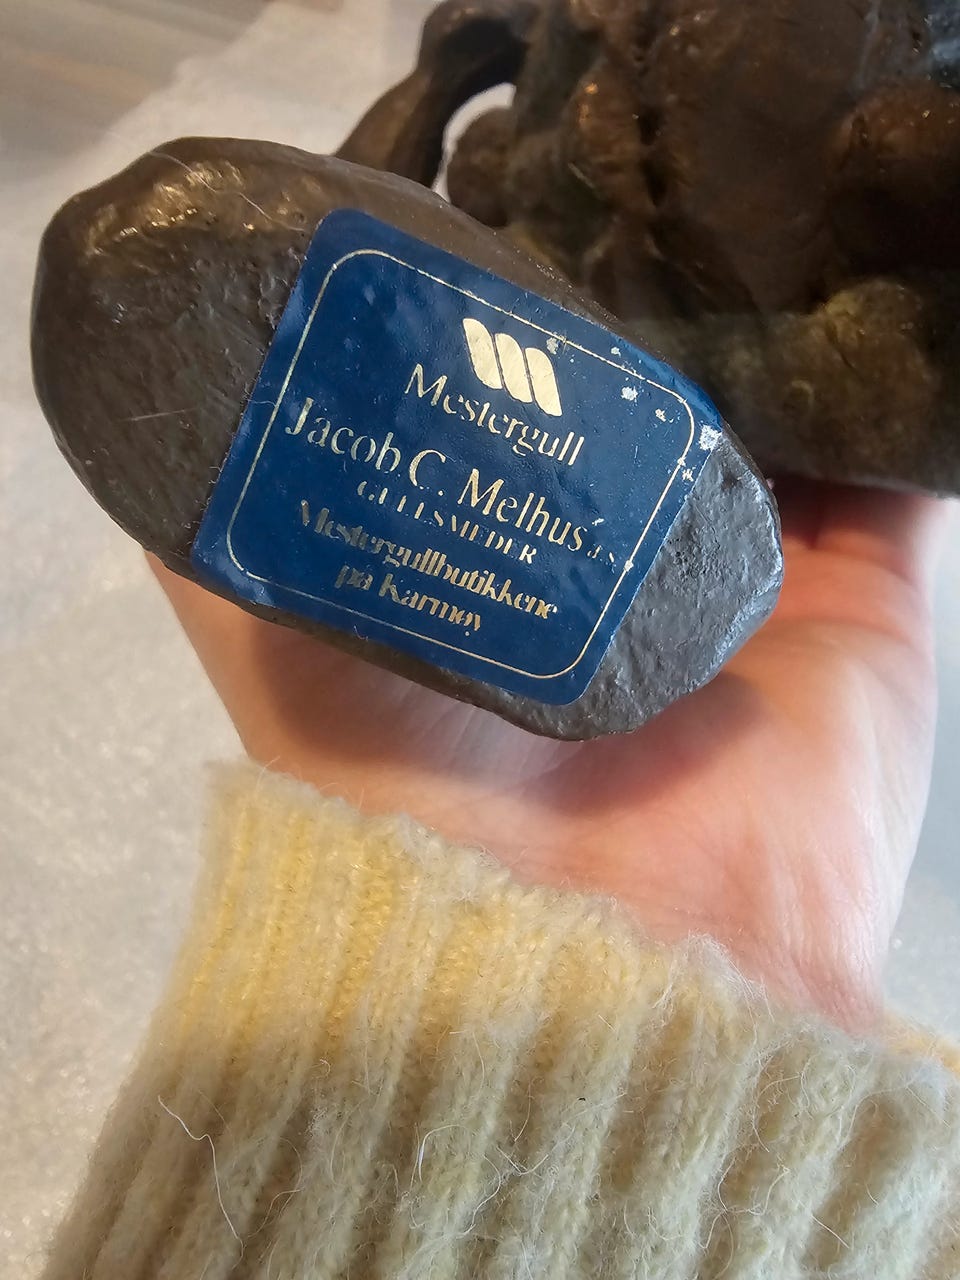 Mestergull
Jacob C. Melhus A.S.
GULLSMEDER
Mestergullbutikkene
på Karmøy